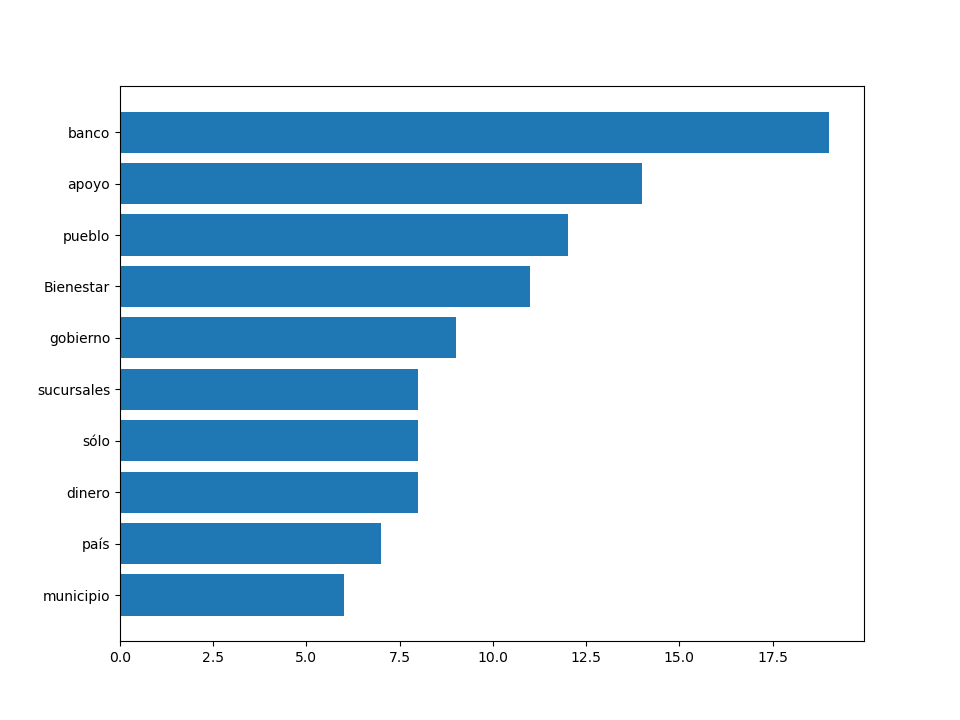 banco
apoyo
pueblo
Bienestar
gobierno
sucursales
sólo
dinero
país
municipio
0.0 2.5 5.0 7.5 10.0 12.5 15.0 17.5